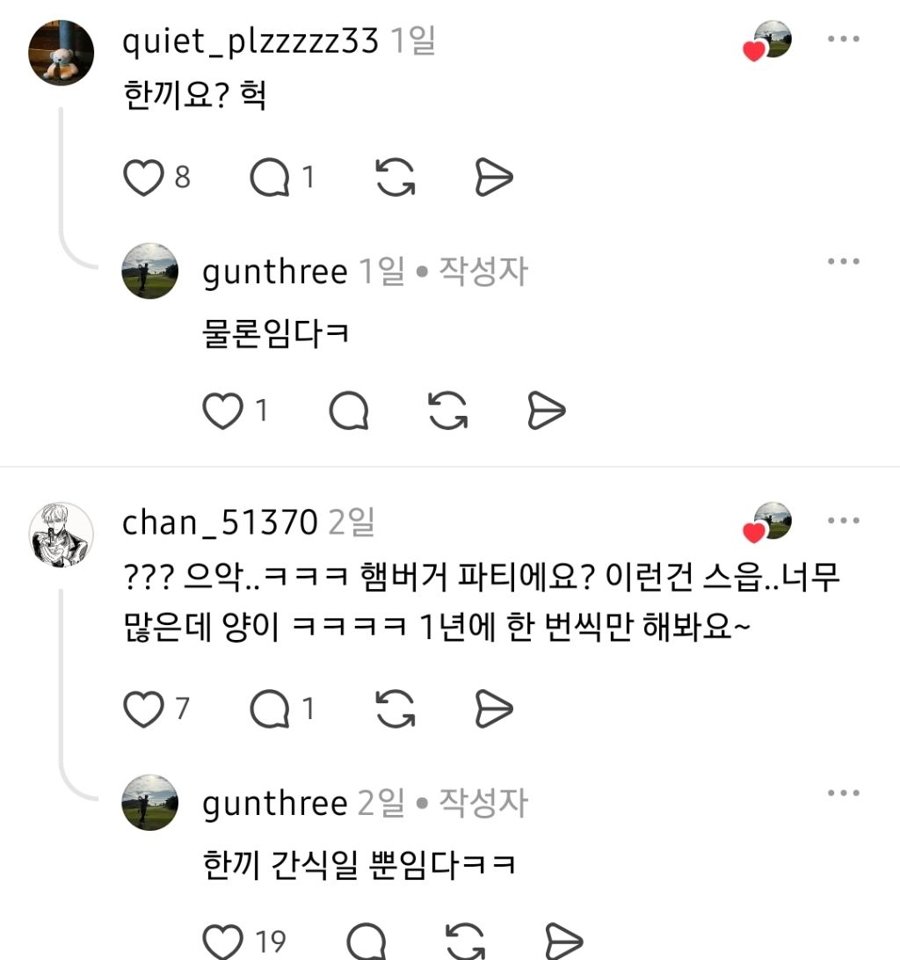 quiet_plzzzzz33 1일
한끼요? 헉
8 1
gunthree 1일 • 작성자
물론임다ㅋ
1
chan_51370 2일
??? 으악..ㅋㅋㅋ 햄버거 파티에요? 이런건 스읍..너무
많은데 양이 ㅋㅋㅋㅋ 1년에 한 번씩만 해봐요~
7 1
gunthree 2일 • 작성자
한끼 간식일 뿐임다ㅋㅋ
19